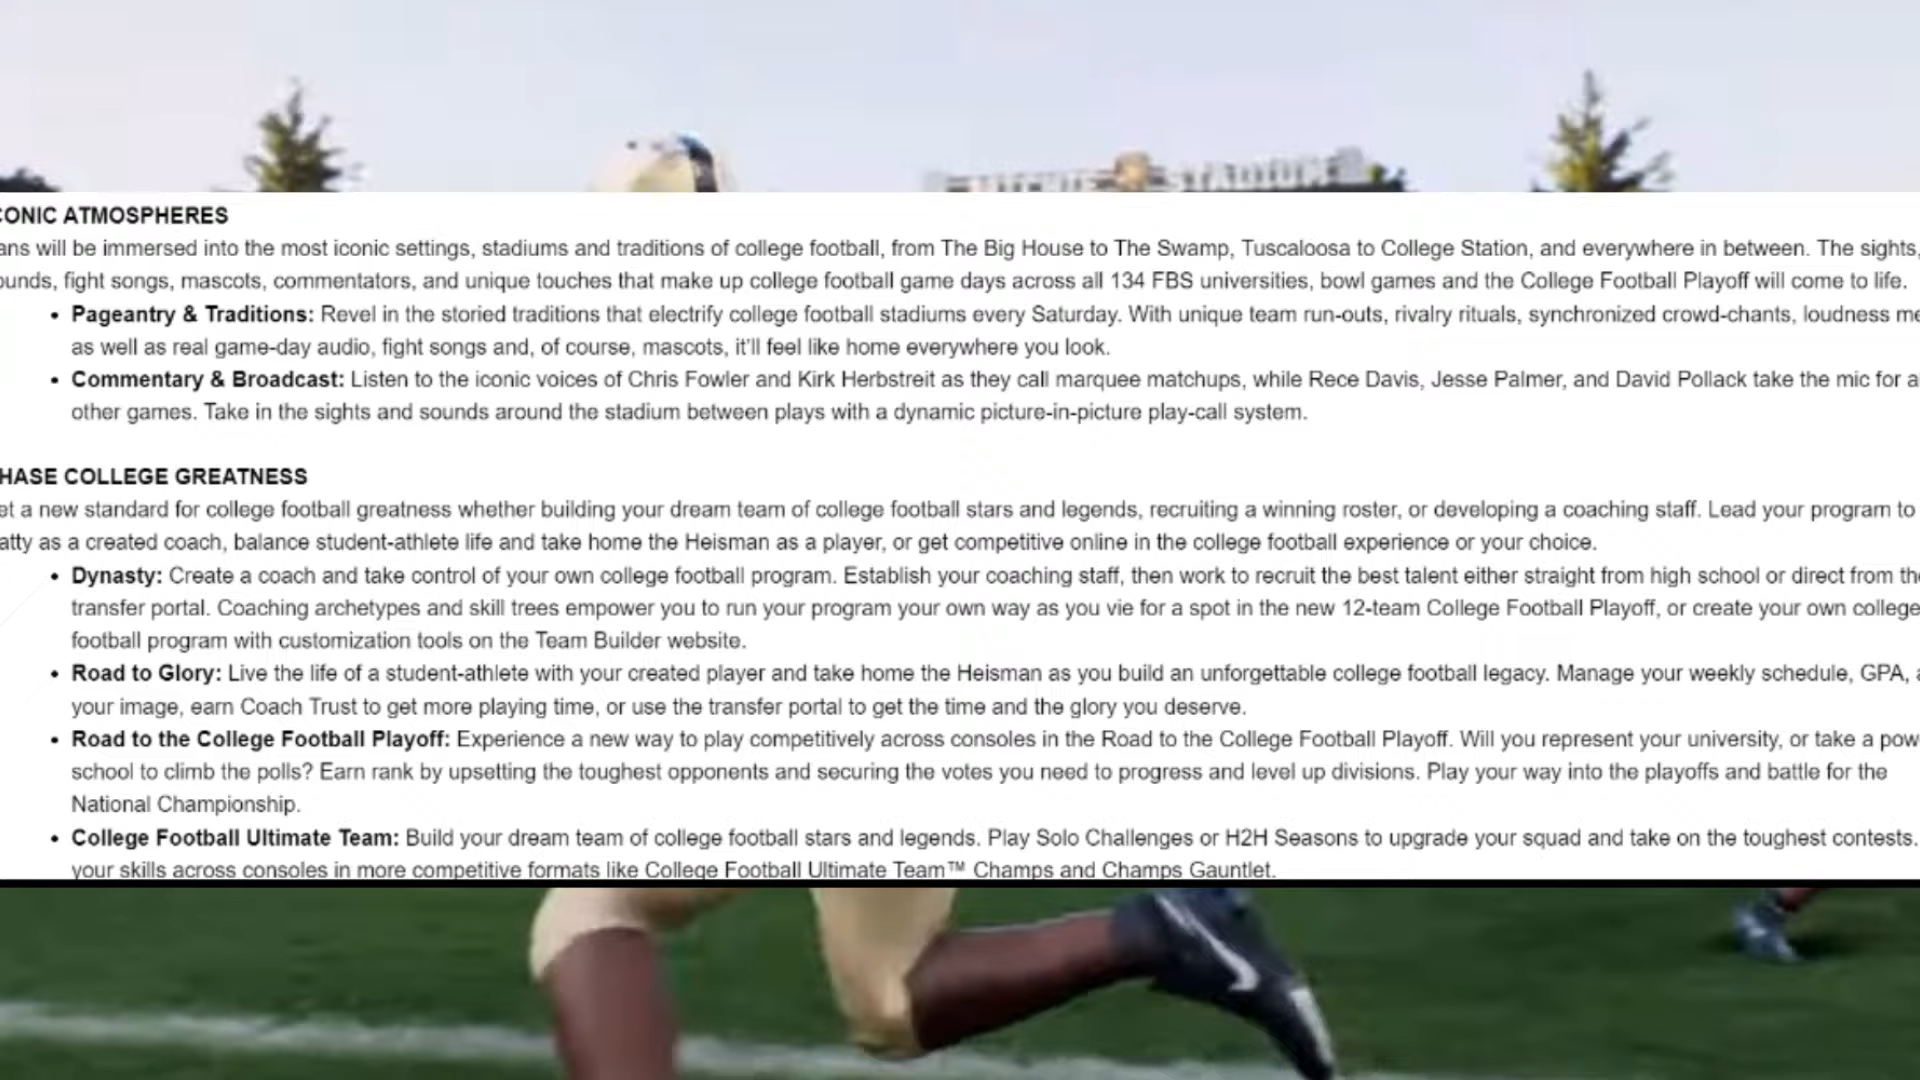 CONIC ATMOSPHERES
ans will be immersed into the most iconic settings, stadiums and traditions of college football, from The Big House to The Swamp, Tuscaloosa to College Station, and everywhere in between. The sights,
ounds, fight songs, mascots, commentators, and unique touches that make up college football game days across all 134 FBS universities, bowl games and the College Football Playoff will come to life.
• Pageantry & Traditions: Revel in the storied traditions that electrify college football stadiums every Saturday. With unique team run-outs, rivalry rituals, synchronized crowd-chants, loudness me
as well as real game-day audio, fight songs and, of course, mascots, it'll feel like home everywhere you look.
• Commentary & Broadcast: Listen to the iconic voices of Chris Fowler and Kirk Herbstreit as they call marquee matchups, while Rece Davis, Jesse Palmer, and David Pollack take the mic for a
other games. Take in the sights and sounds around the stadium between plays with a dynamic picture-in-picture play-call system.
HASE COLLEGE GREATNESS
et a new standard for college football greatness whether building your dream team of college football stars and legends, recruiting a winning roster, or developing a coaching staff. Lead your program to
atty as a created coach, balance student-athlete life and take home the Heisman as a player, or get competitive online in the college football experience or your choice.
• Dynasty: Create a coach and take control of your own college football program. Establish your coaching staff, then work to recruit the best talent either straight from high school or direct from the
transfer portal. Coaching archetypes and skill trees empower you to run your program your own way as you vie for a spot in the new 12-team College Football Playoff, or create your own college
football program with customization tools on the Team Builder website.
• Road to Glory: Live the life of a student-athlete with your created player and take home the Heisman as you build an unforgettable college football legacy. Manage your weekly schedule, GPA, a
your image, earn Coach Trust to get more playing time, or use the transfer portal to get the time and the glory you deserve.
• Road to the College Football Playoff: Experience a new way to play competitively across consoles in the Road to the College Football Playoff. Will you represent your university, or take a pow
school to climb the polls? Earn rank by upsetting the toughest opponents and securing the votes you need to progress and level up divisions. Play your way into the playoffs and battle for the
National Championship.
• College Football Ultimate Team: Build your dream team of college football stars and legends. Play Solo Challenges or H2H Seasons to upgrade your squad and take on the toughest contests.
your skills across consoles in more competitive formats like College Football Ultimate Team™ Champs and Champs Gauntlet.